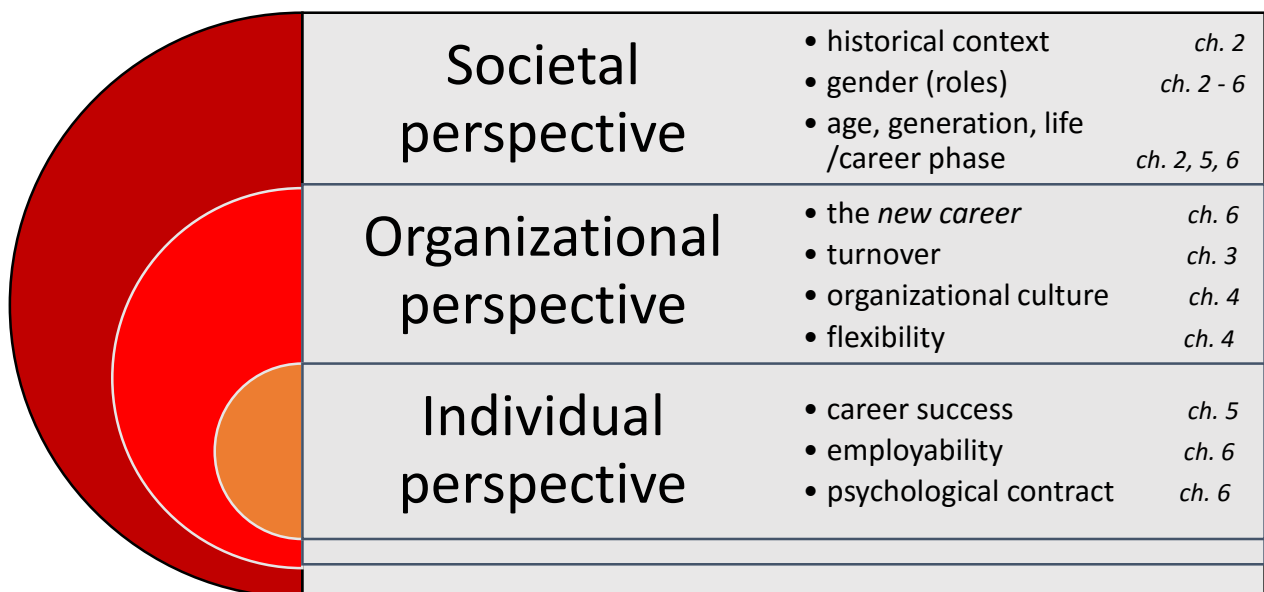 Societal
perspective
• historical context ch. 2
• gender (roles) ch. 2 - 6
• age, generation, life
/career phase ch. 2, 5, 6
Organizational
perspective
• the new career ch. 6
• turnover ch. 3
• organizational culture ch. 4
• flexibility ch. 4
Individual
perspective
• career success ch. 5
• employability ch. 6
• psychological contract ch. 6